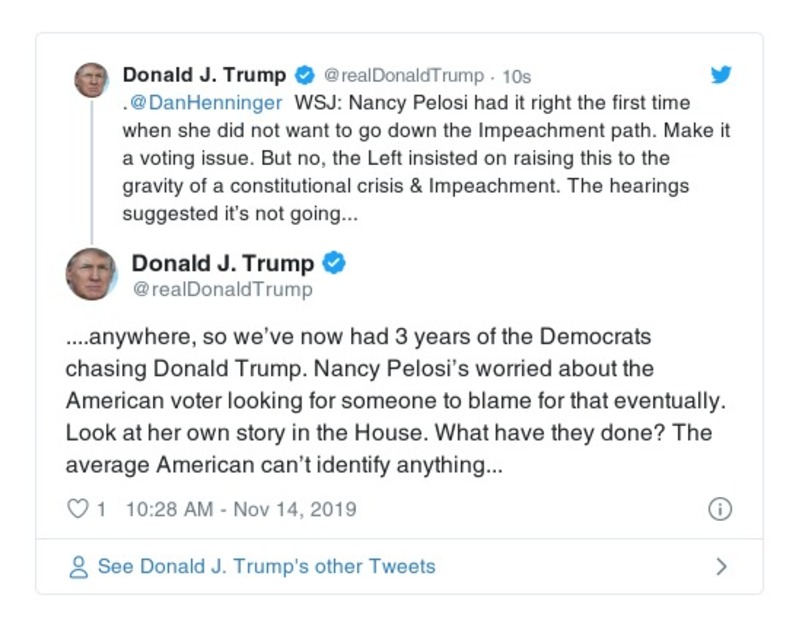 Donald J. Trump @realDonaldTrump · 10s
.@DanHenninger WSJ: Nancy Pelosi had it right the first time
when she did not want to go down the Impeachment path. Make it
a voting issue. But no, the Left insisted on raising this to the
gravity of a constitutional crisis & Impeachment. The hearings
suggested it’s not going...
Donald J. Trump
@realDonaldTrump
....anywhere, so we’ve now had 3 years of the Democrats
chasing Donald Trump. Nancy Pelosi’s worried about the
American voter looking for someone to blame for that eventually.
Look at her own story in the House. What have they done? The
average American can’t identify anything...
1 10:28 AM - Nov 14, 2019
See Donald J. Trump's other Tweets